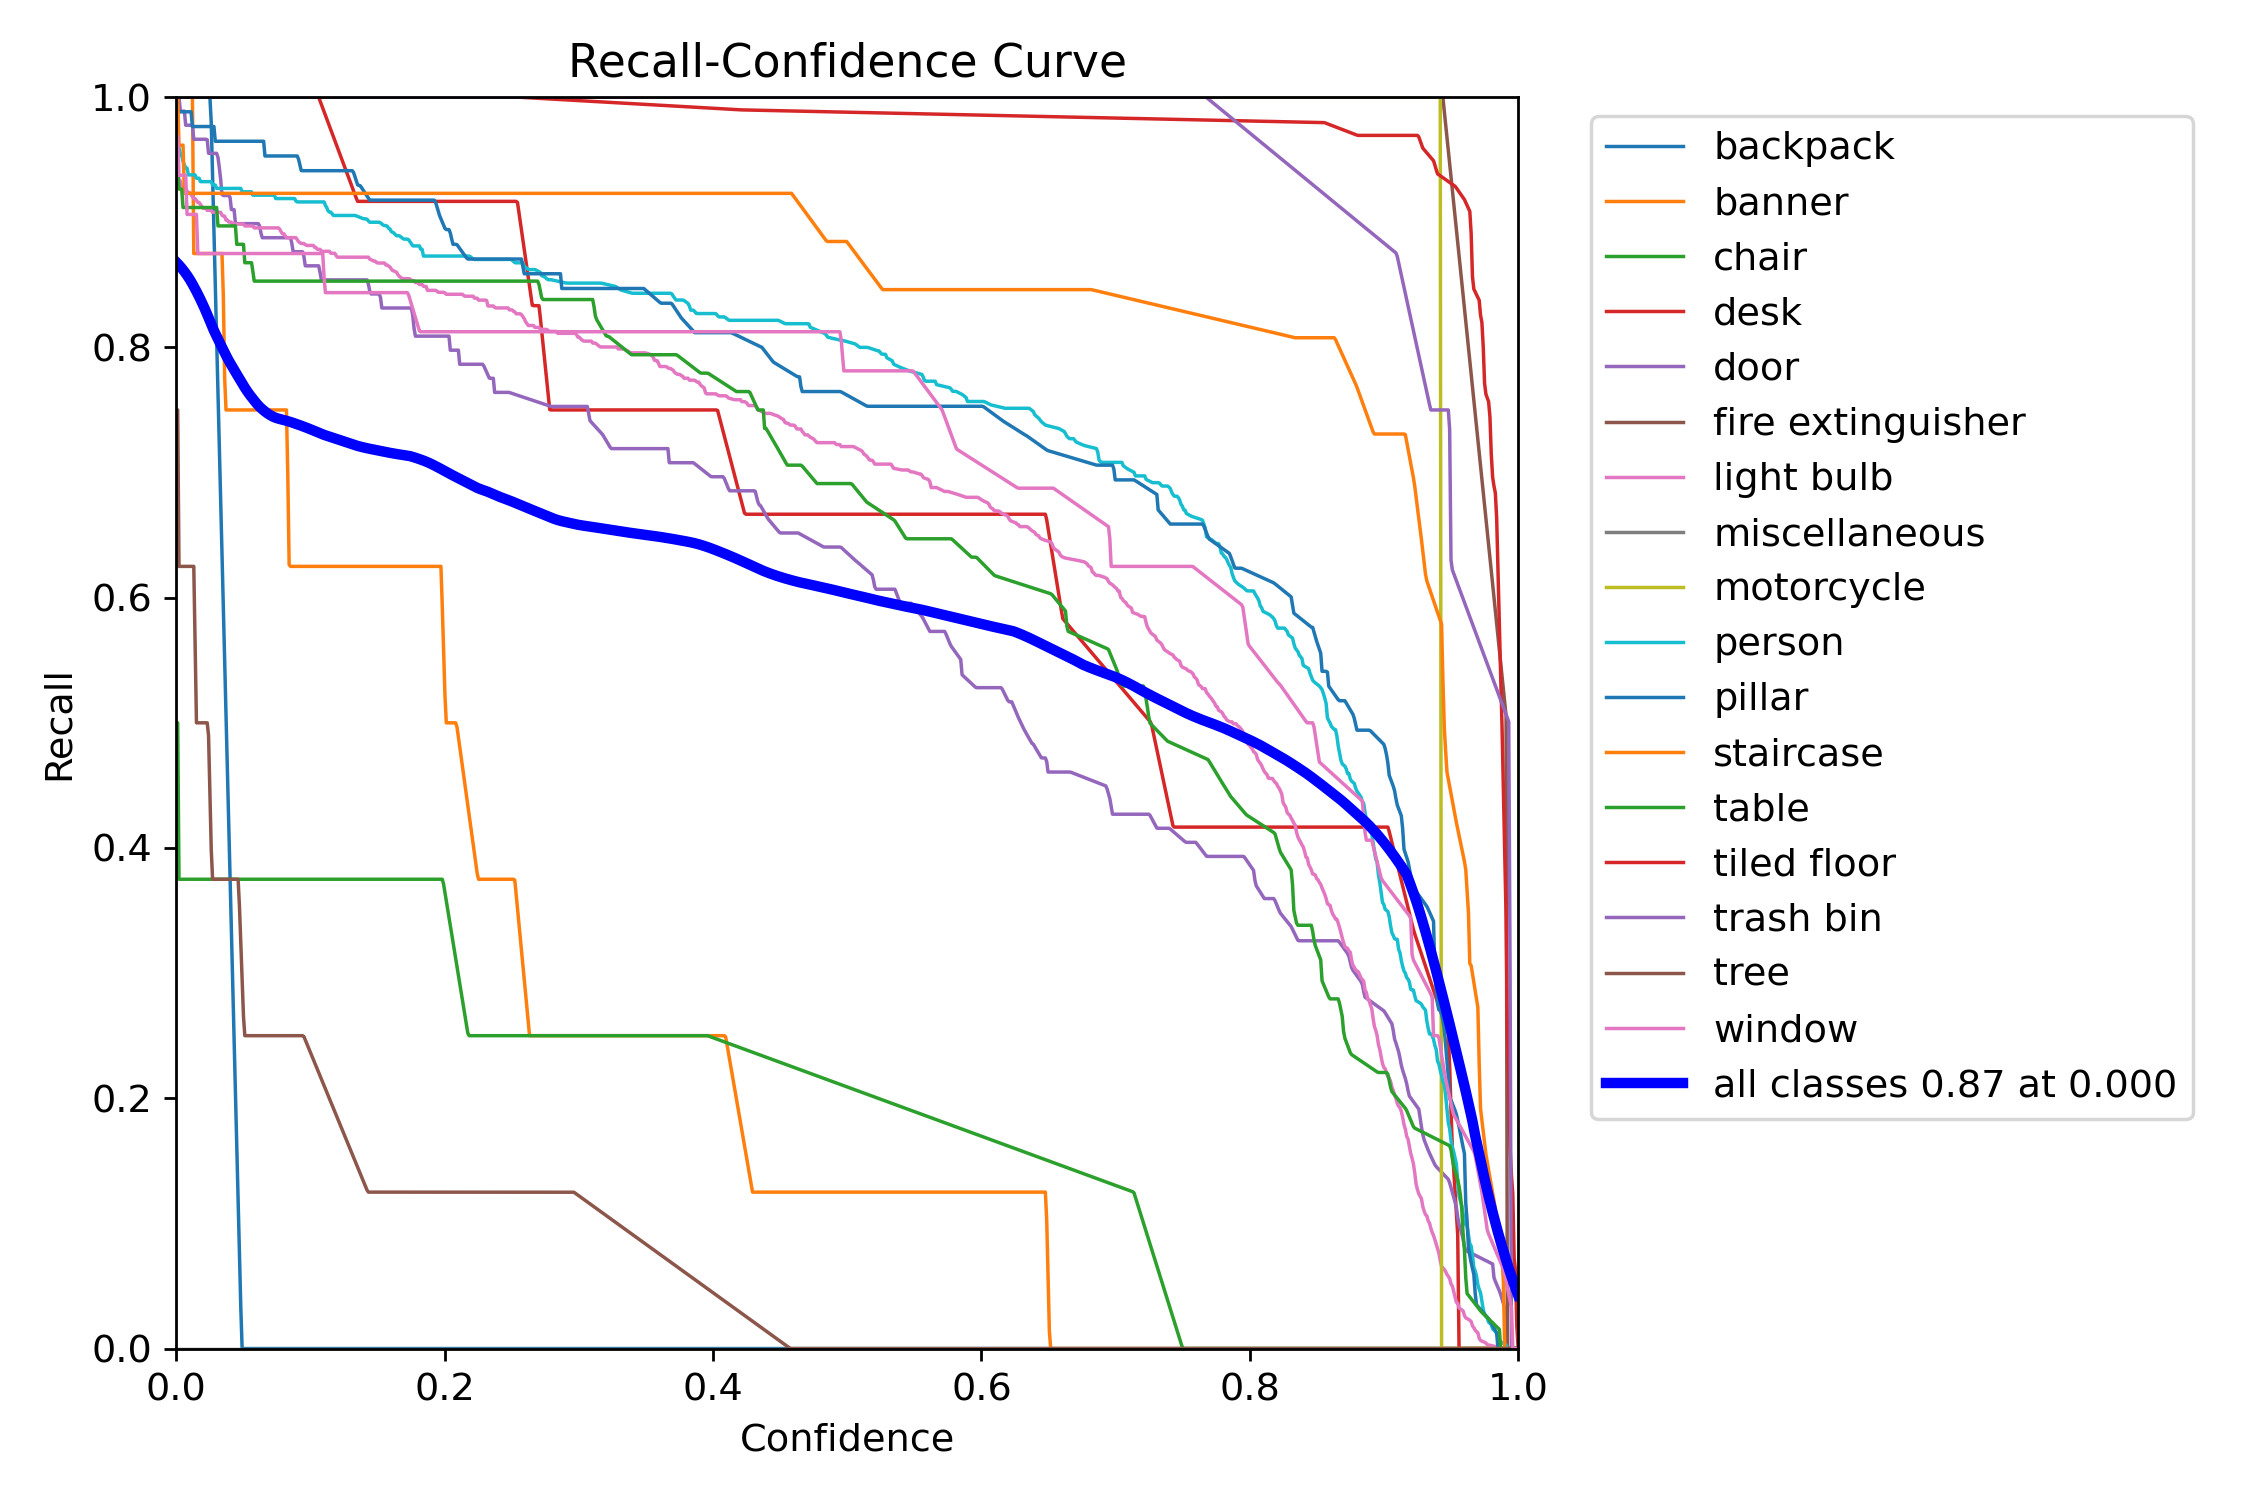 Recall-Confidence Curve
1.0
0.8
0.6
0.4
0.2
0.0
Recall
0.0 0.2 0.4 0.6 0.8 1.0
Confidence
backpack
banner
chair
desk
door
fire extinguisher
light bulb
miscellaneous
motorcycle
person
pillar
staircase
table
tiled floor
trash bin
tree
window
all classes 0.87 at 0.000